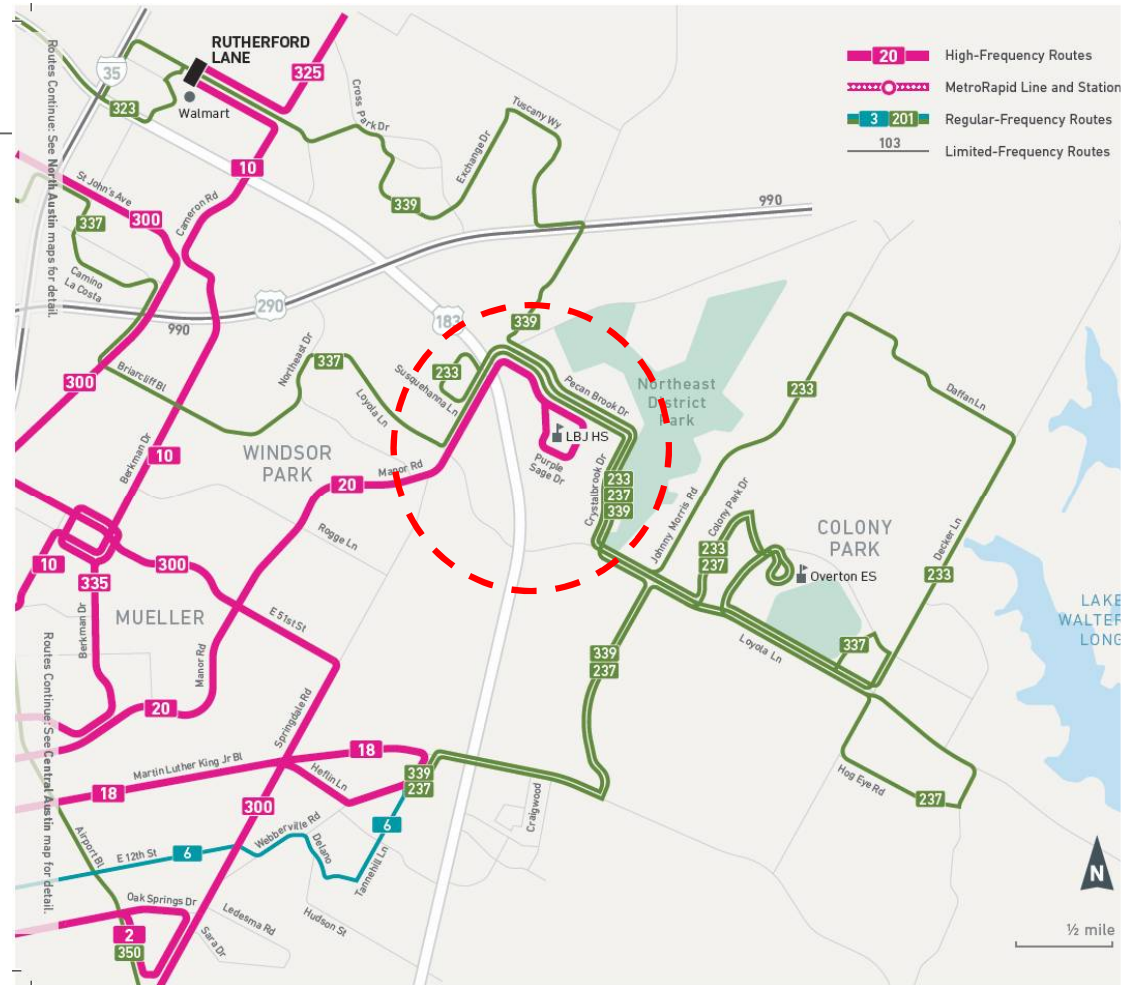 RUTHERFORD
LANE
35
325
323
Walmart
Cross Park Dr
Tuscany Wy
Exchange Dr
20
High-Frequency Routes
MetroRapid Line and Station
3
201
Regular-Frequency Routes
103
Limited-Frequency Routes
Routes Continue: See North Austin maps for detail.
10
St John's Ave
300
Cameron Rd
337
339
990
Camino
La Costa
290
990
183
339
Northeast Dr
337
233
Susquehanna Ln
Briarcliff Bl
300
Loyola Ln
Pecan Brook Dr
Northeast
District
Park
233
Daffan Ln
LBJ HS
Purple
Sage Dr
Berkman Dr
10
WINDSOR
PARK
Manor Rd
20
Crystalbrook Dr
233
237
339
Johnny Morris Rd
Colony Park Dr
COLONY
PARK
Rogge Ln
233
237
Decker Ln
233
Overton ES
10
300
335
MUELLER
E 51st St
Berkman Dr
Manor Rd
LAKE
WALTER
LONG
Loyola Ln
337
339
237
Routes Continue: See Central Austin map for detail.
20
Springdale Rd
18
Martin Luther King Jr Bl
18
Heflin Ln
339
237
300
Hog Eye Rd
237
Craigwood
Airport Bl
E 12th St
6
Webberville Rd
Delano
6
Tannehill Ln
Oak Springs Dr
2
350
Sara Dr
Ledesma Rd
Hudson St
N
½ mile